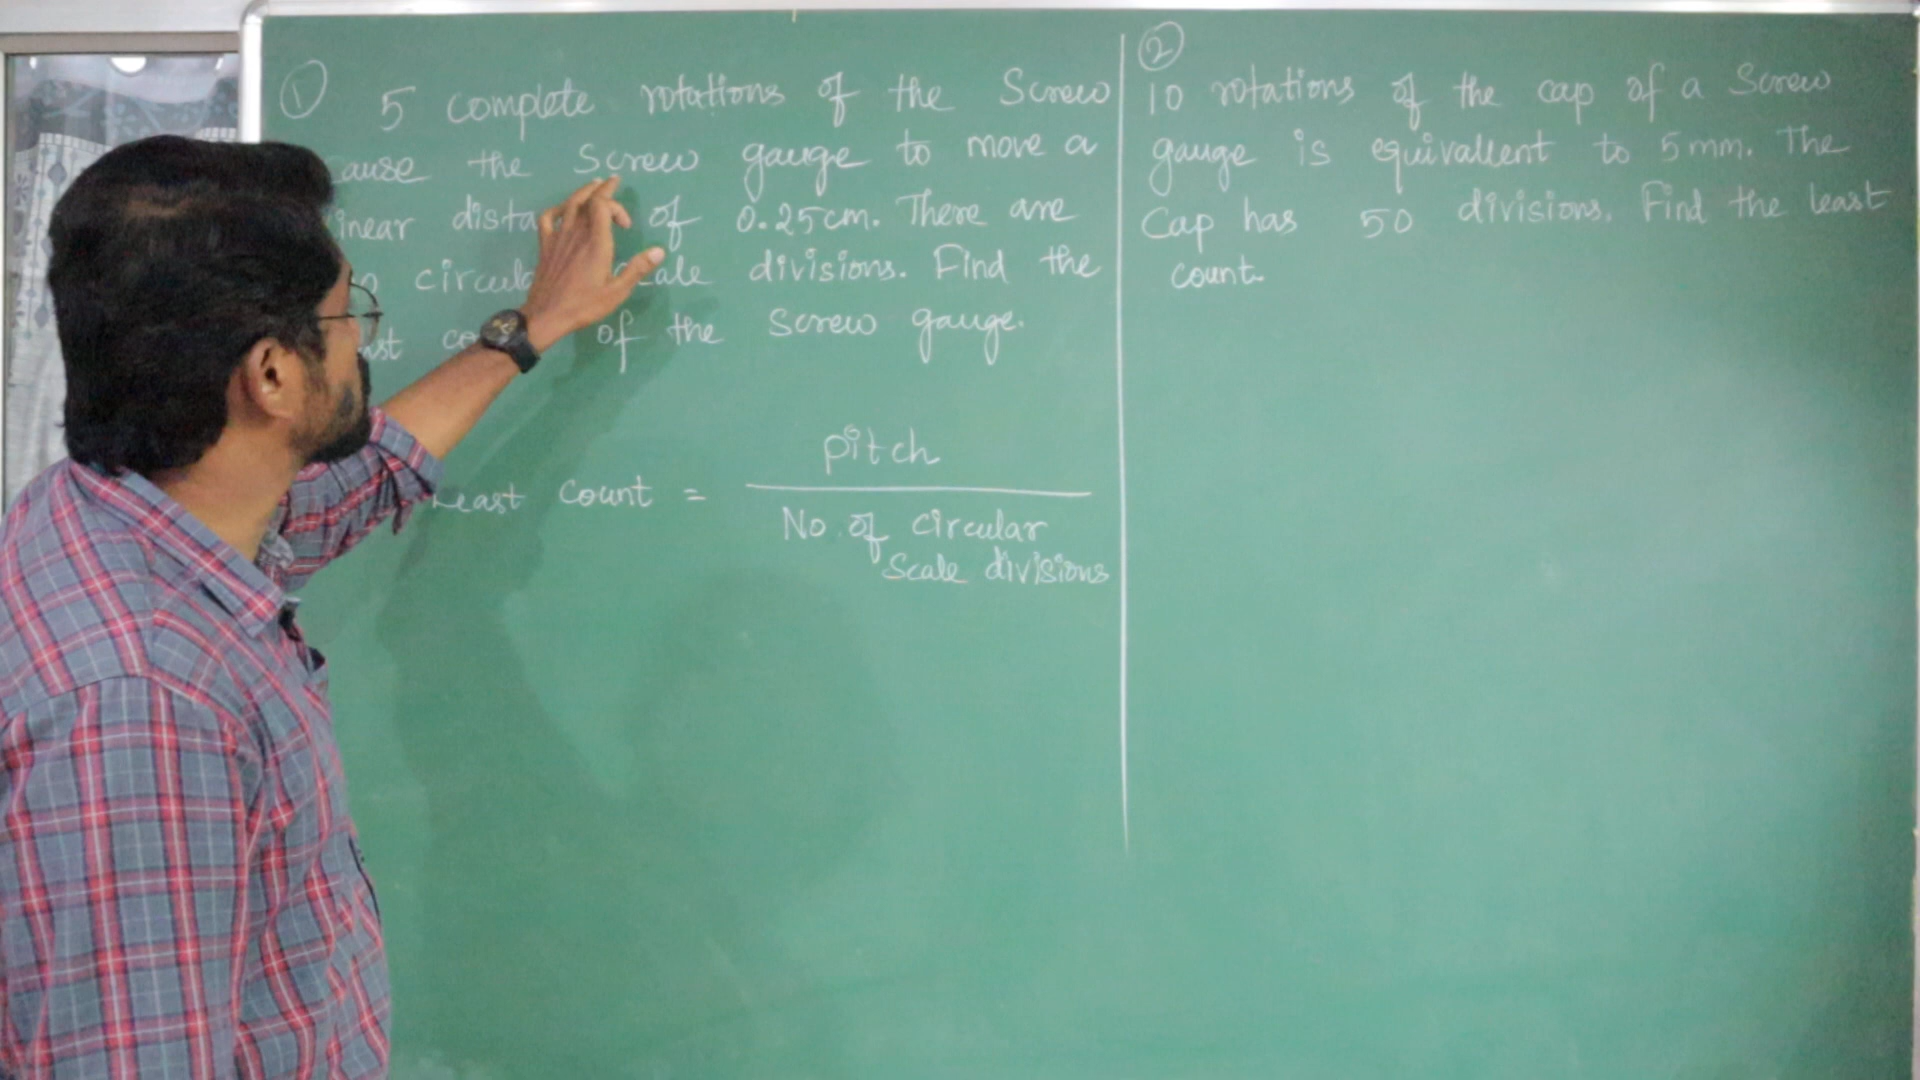 ①
5 complete rotations of the Screw
cause the Screw gauge to move a
linear distance of 0.25cm. There are
circular scale divisions. Find the
least count of the Screw gauge.
Least Count = Pitch
No. of circular
Scale divisions
②
10 rotations of the cap of a Screw
gauge is equivallent to 5mm. The
Cap has 50 divisions. Find the least
count.